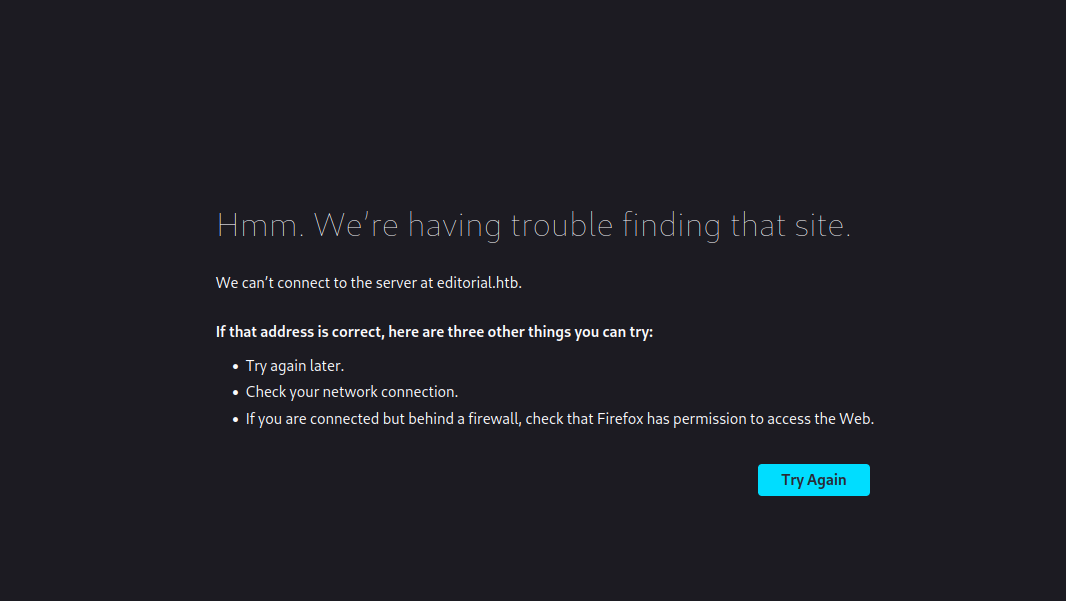 Hmm. We’re having trouble finding that site.
We can’t connect to the server at editorial.htb.
If that address is correct, here are three other things you can try:
• Try again later.
• Check your network connection.
• If you are connected but behind a firewall, check that Firefox has permission to access the Web.
Try Again